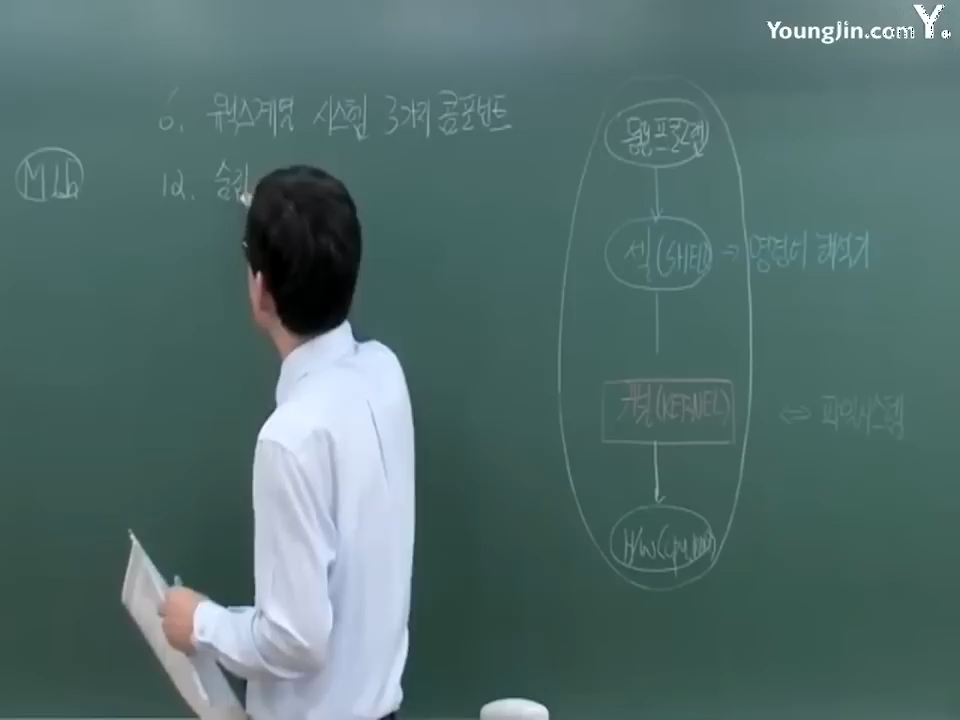 YoungJin.com Y.
6. 유닉스계열 시스템 3가지 콤포넌트
12. 슬
응용프로그램
쉘(SHELL) → 명령어 해석기
커널(KERNEL) ⇔ 파일시스템
H/W(CPU,